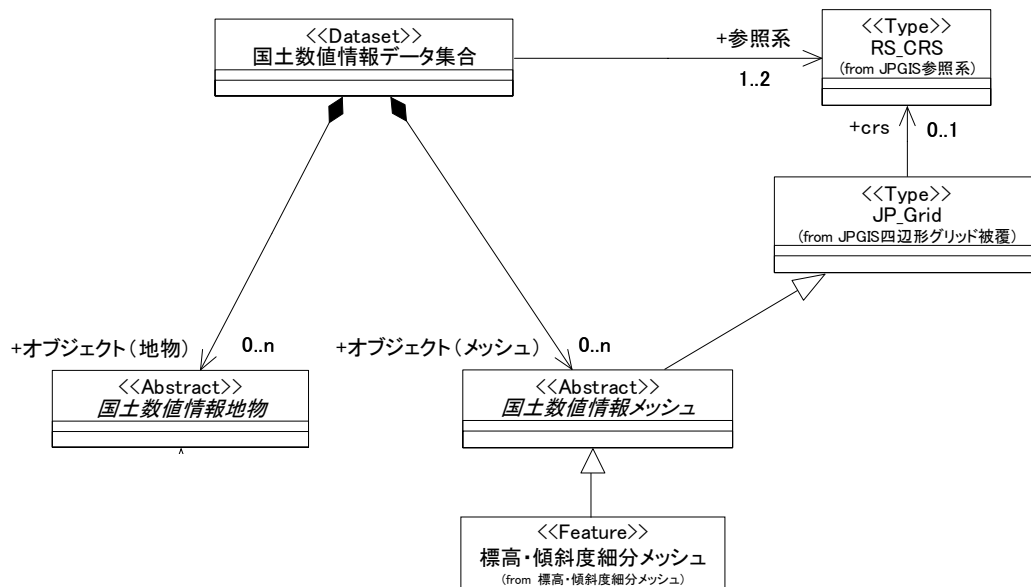 <<Dataset>>
国土数値情報データ集合
+参照系
1..2
<<Type>>
RS_CRS
(from JPGIS参照系)
+crs
0..1
<<Type>>
JP_Grid
(from JPGIS四辺形グリッド被覆)
+オブジェクト(地物)
0..n
+オブジェクト(メッシュ)
0..n
<<Abstract>>
国土数値情報地物
<<Abstract>>
国土数値情報メッシュ
<<Feature>>
標高・傾斜度細分メッシュ
(from 標高・傾斜度細分メッシュ)